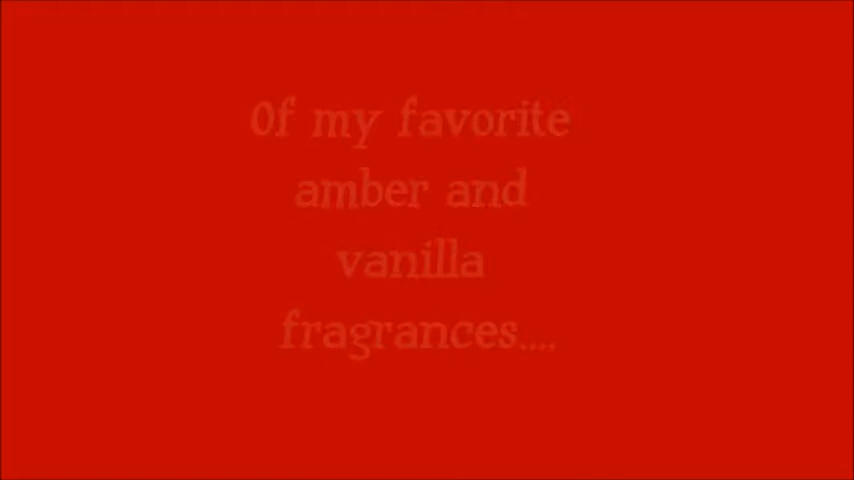 Of my favorite
amber and
vanilla
fragrances....